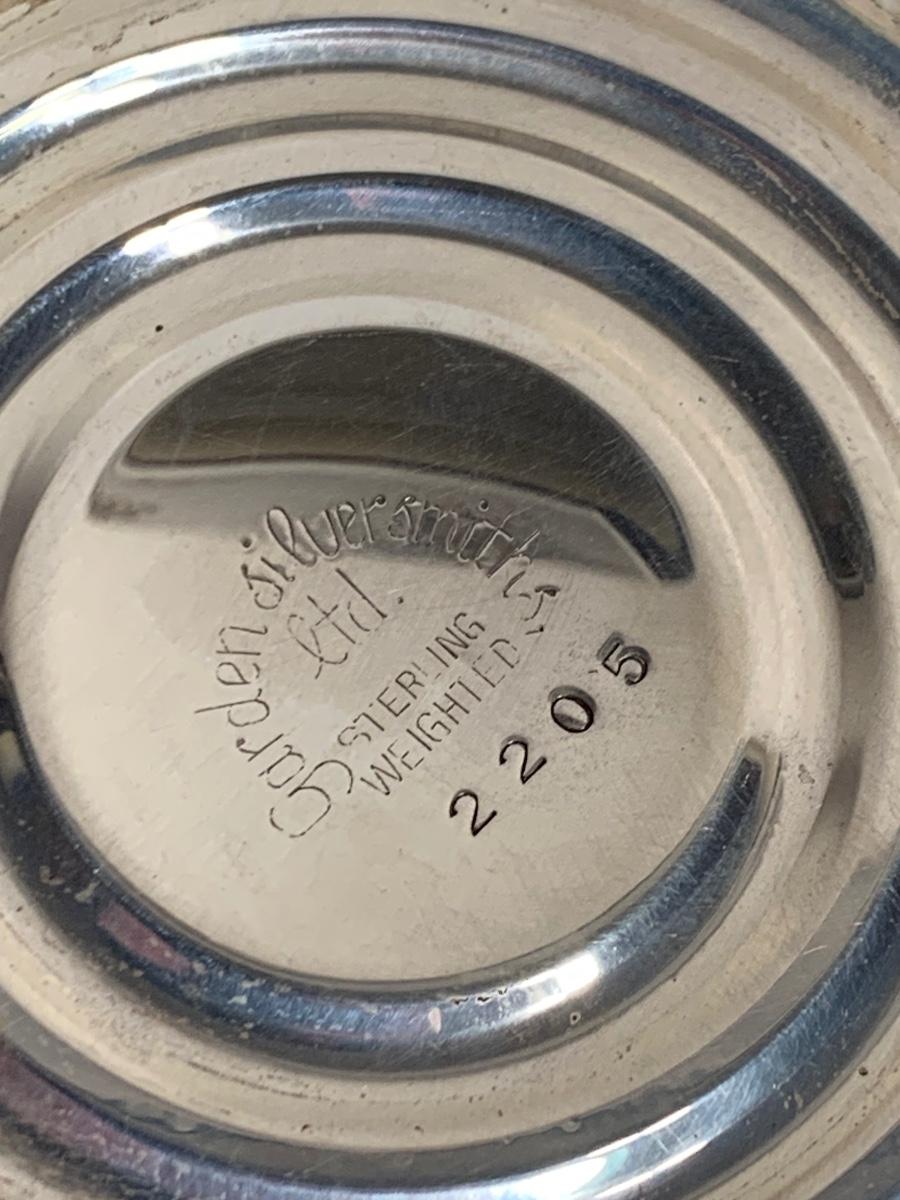 Garden silversmiths
ltd.
STERLING
WEIGHTED
2205